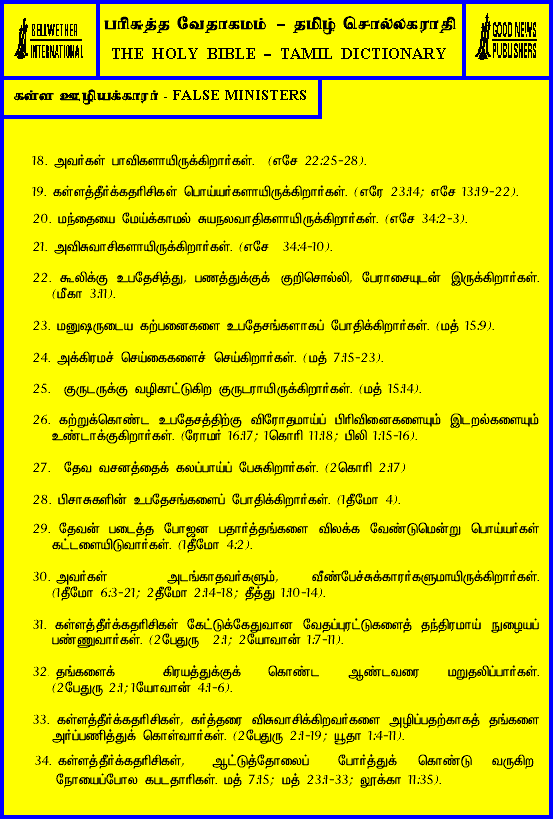 BELLWETHER
INTERNATIONAL
பரிசுத்த வேதாகமம் – தமிழ் சொல்லகராதி
THE HOLY BIBLE – TAMIL DICTIONARY
GOOD NEWS
PUBLISHERS
கள்ள ஊழியக்காரர் - FALSE MINISTERS
18. அவர்கள் பாவிகளாயிருக்கிறார்கள். (எசே 22:25-28).
19. கள்ளத்தீர்க்கதரிசிகள் பொய்யர்களாயிருக்கிறார்கள். (எரே 23:14; எசே 13:19-22).
20. மந்தையை மேய்க்காமல் சுயநலவாதிகளாயிருக்கிறார்கள். (எசே 34:2-3).
21. அவிசுவாசிகளாயிருக்கிறார்கள். (எசே 34:4-10).
22. கூலிக்கு உபதேசித்து, பணத்துக்குக் குறிசொல்லி, பேராசையுடன் இருக்கிறார்கள்.
(மீகா 3:11).
23. மனுஷருடைய கற்பனைகளை உபதேசங்களாகப் போதிக்கிறார்கள். (மத் 15:9).
24. அக்கிரமச் செய்கைகளைச் செய்கிறார்கள். (மத் 7:15-23).
25. குருடருக்கு வழிகாட்டுகிற குருடராயிருக்கிறார்கள். (மத் 15:14).
26. கற்றுக்கொண்ட உபதேசத்திற்கு விரோதமாய்ப் பிரிவினைகளையும் இடறல்களையும்
உண்டாக்குகிறார்கள். (ரோமர் 16:17; 1கொரி 11:18; பிலி 1:15-16).
27. தேவ வசனத்தைக் கலப்பாய்ப் பேசுகிறார்கள். (2கொரி 2:17)
28. பிசாசுகளின் உபதேசங்களைப் போதிக்கிறார்கள். (1தீமோ 4).
29. தேவன் படைத்த போஜன பதார்த்தங்களை விலக்க வேண்டுமென்று பொய்யர்கள்
கட்டளையிடுவார்கள். (1தீமோ 4:2).
30. அவர்கள் அடங்காதவர்களும், வீண்பேச்சுக்காரர்களுமாயிருக்கிறார்கள்.
(1தீமோ 6:3-21; 2தீமோ 2:14-18; தீத்து 1:10-14).
31. கள்ளத்தீர்க்கதரிசிகள் கேட்டுக்கேதுவான வேதப்புரட்டுகளைத் தந்திரமாய் நுழையப்
பண்ணுவார்கள். (2பேதுரு 2:1; 2யோவான் 1:7-11).
32. தங்களைக் கிரயத்துக்குக் கொண்ட ஆண்டவரை மறுதலிப்பார்கள்.
(2பேதுரு 2:1;1யோவான் 4:1-6).
33. கள்ளத்தீர்க்கதரிசிகள், கர்த்தரை விசுவாசிக்கிறவர்களை அழிப்பதற்காகத் தங்களை
அர்ப்பணித்துக் கொள்வார்கள். (2பேதுரு 2:1-19; யூதா 1:4-11).
34. கள்ளத்தீர்க்கதரிசிகள், ஆட்டுத்தோலைப் போர்த்துக் கொண்டு வருகிற
நோயைப்போல கபடதாரிகள். மத் 7:15; மத் 23:1-33; லூக்கா 11:35).